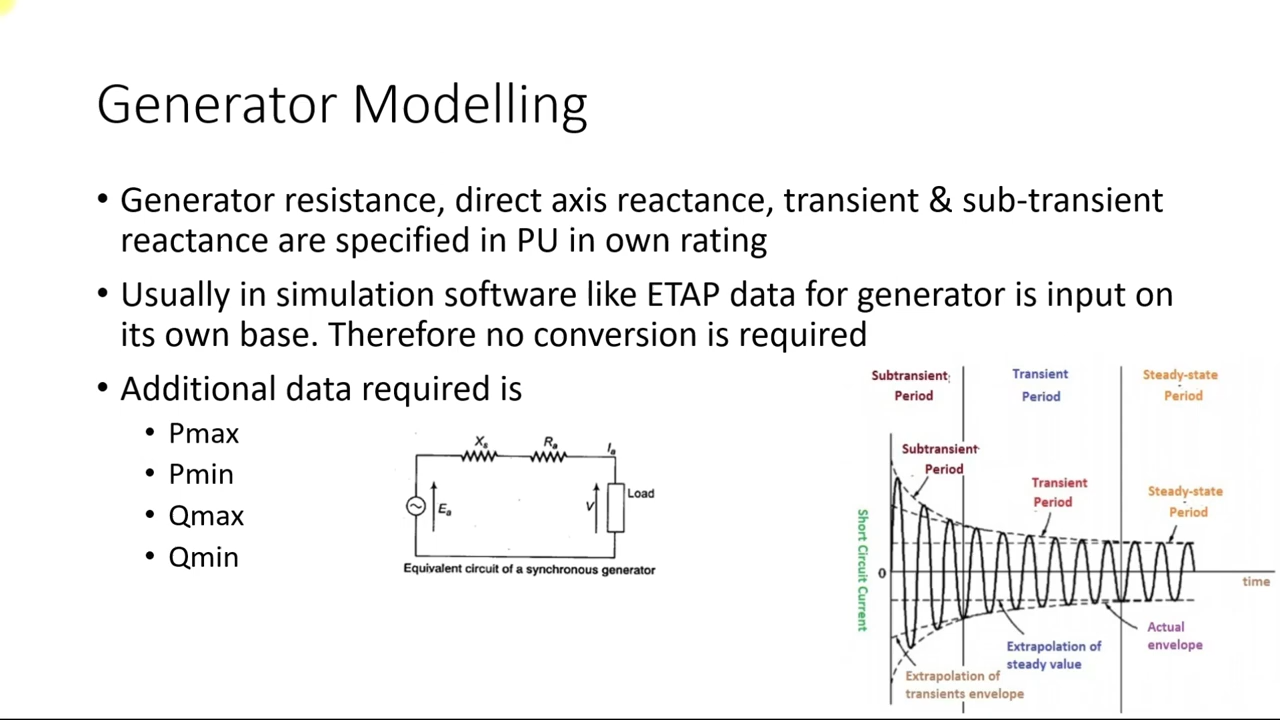 Generator Modelling
• Generator resistance, direct axis reactance, transient & sub-transient
reactance are specified in PU in own rating
• Usually in simulation software like ETAP data for generator is input on
its own base. Therefore no conversion is required
• Additional data required is
• Pmax
• Pmin
• Qmax
• Qmin
Xs
Ra
Ia
Ea
V
Load
Equivalent circuit of a synchronous generator
Subtransient
Period
Transient
Period
Steady-state
Period
Subtransient
Period
Transient
Period
Steady-state
Period
Short Circuit Current
0
time
Actual
envelope
Extrapolation of
steady value
Extrapolation of
transients envelope